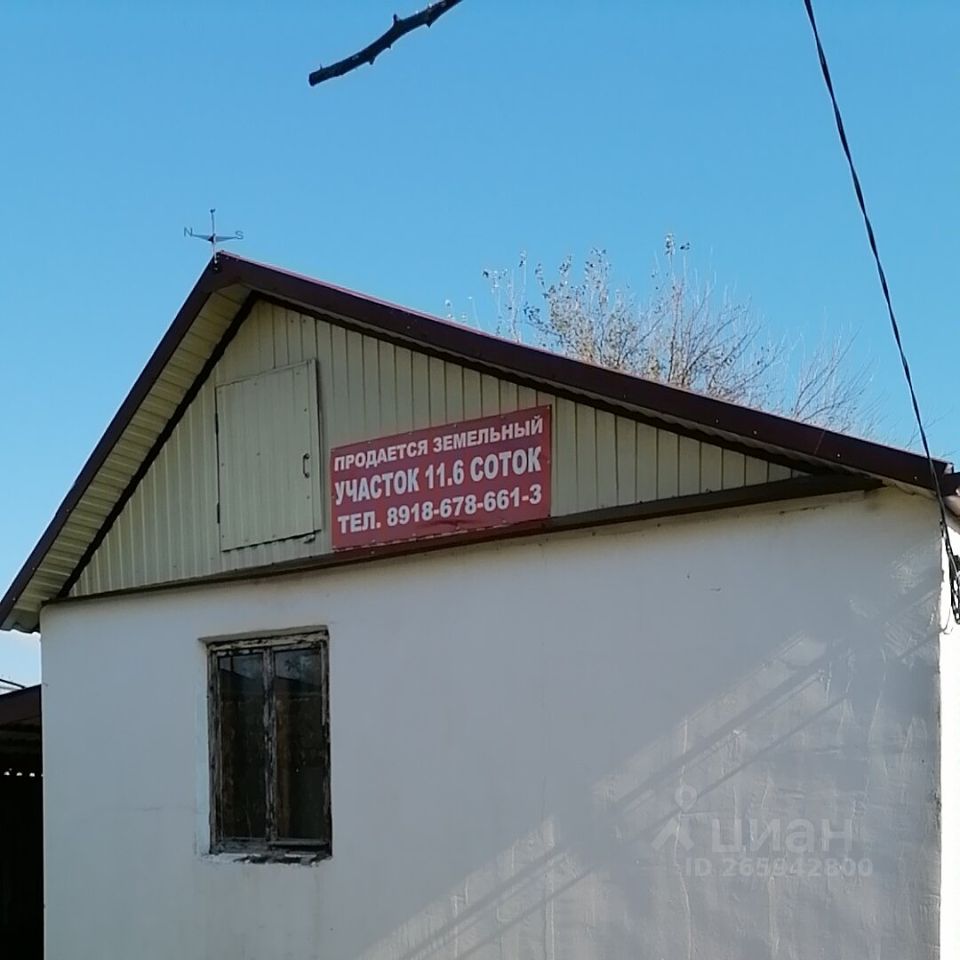 N S
ПРОДАЕТСЯ ЗЕМЕЛЬНЫЙ
УЧАСТОК 11.6 СОТОК
ТЕЛ. 8918-678-661-3
циан
ID 265942800